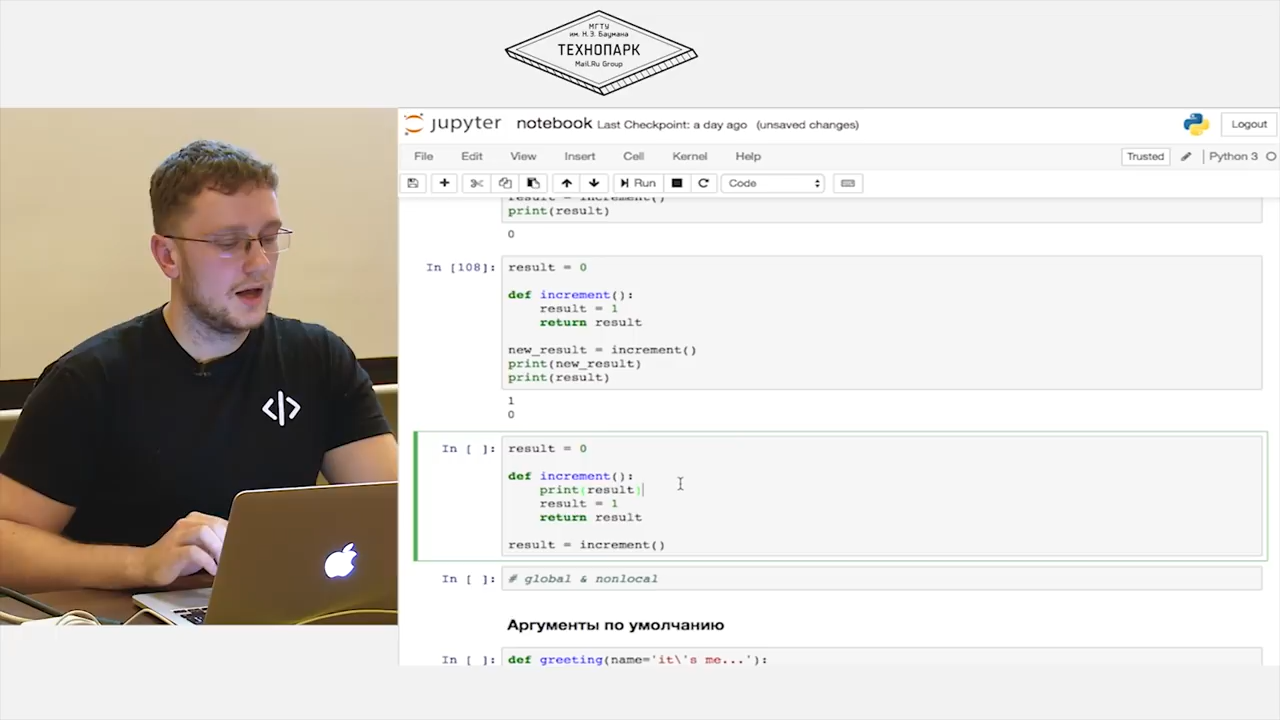 МГТУ
им. Н.Э. Баумана
ТЕХНОПАРК
Mail.Ru Group
jupyter notebook Last Checkpoint: a day ago (unsaved changes)
Logout
File Edit View Insert Cell Kernel Help
Trusted
Python 3
Run
Code
result = increment()
print(result)
0
In [108]: result = 0
def increment():
result = 1
return result
new_result = increment()
print(new_result)
print(result)
1
0
In [ ]: result = 0
def increment():
print(result)
result = 1
return result
result = increment()
In [ ]: # global & nonlocal
Аргументы по умолчанию
In [ ]: def greeting(name='it\'s me...'):